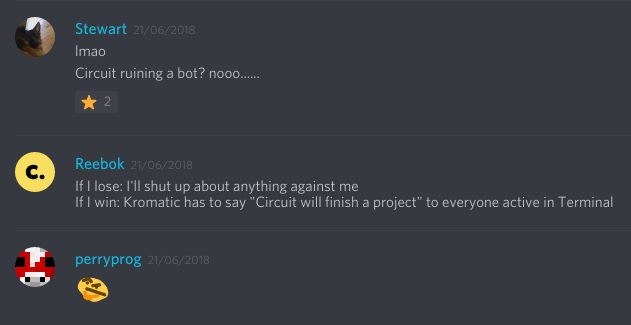 Stewart 21/06/2018
lmao
Circuit ruining a bot? nooo......
2
c.
Reebok 21/06/2018
If I lose: I'll shut up about anything against me
If I win: Kromatic has to say "Circuit will finish a project" to everyone active in Terminal
perryprog 21/06/2018